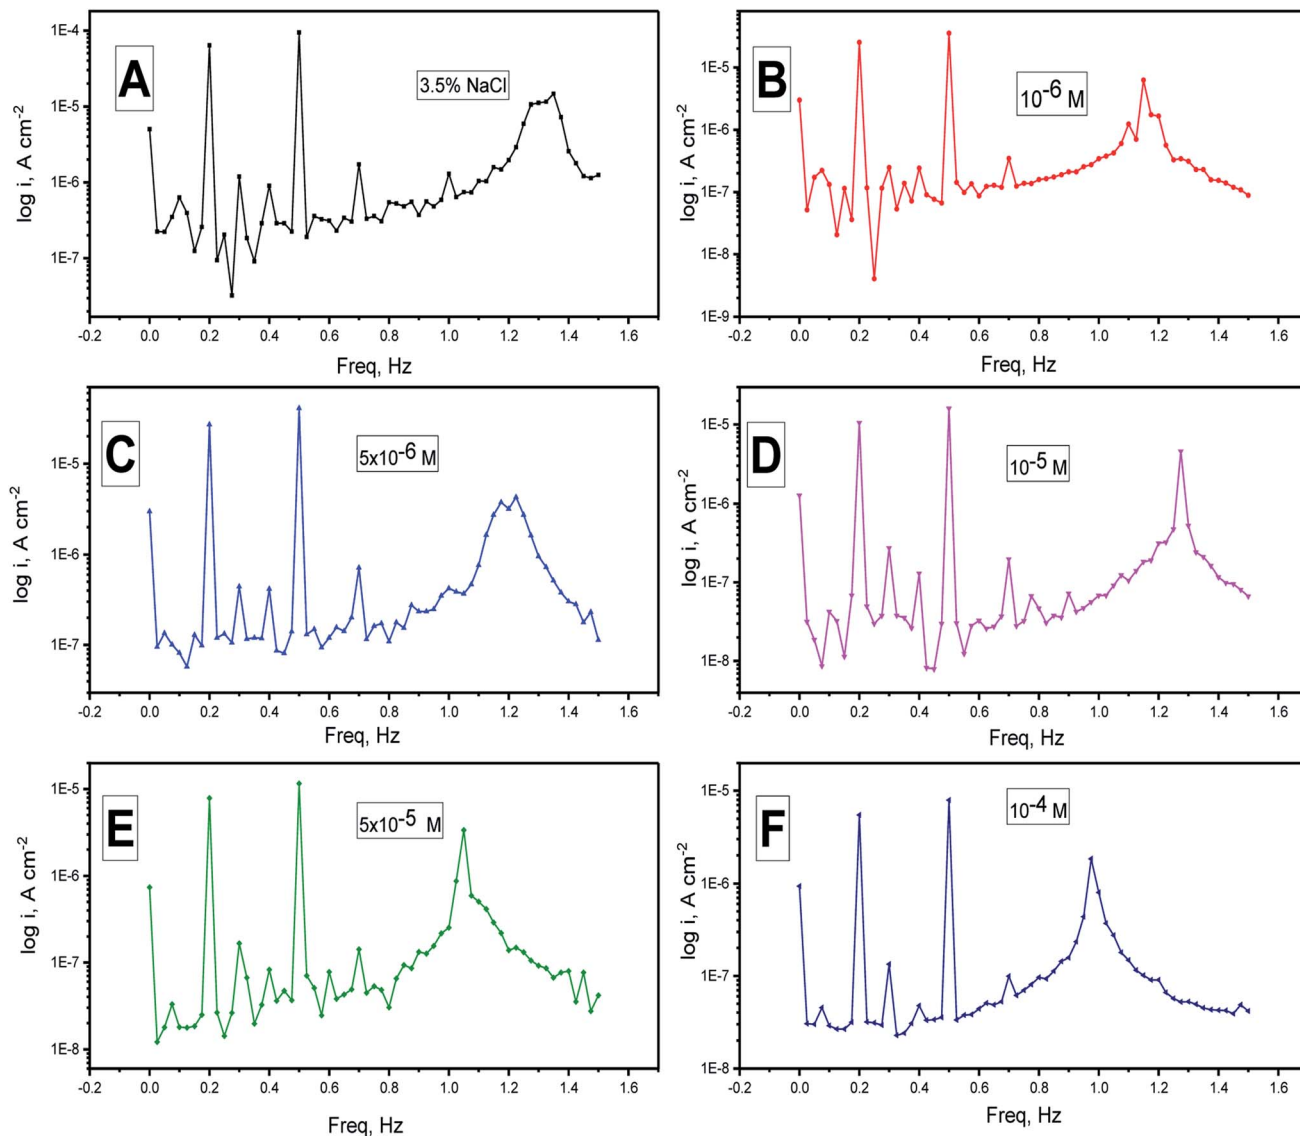 A
3.5% NaCl
log i, A cm-2
1E-4
1E-5
1E-6
1E-7
-0.2 0.0 0.2 0.4 0.6 0.8 1.0 1.2 1.4 1.6
Freq, Hz
B
10-6 M
log i, A cm-2
1E-5
1E-6
1E-7
1E-8
1E-9
-0.2 0.0 0.2 0.4 0.6 0.8 1.0 1.2 1.4 1.6
Freq, Hz
C
5x10-6 M
log i, A cm-2
1E-5
1E-6
1E-7
-0.2 0.0 0.2 0.4 0.6 0.8 1.0 1.2 1.4 1.6
Freq, Hz
D
10-5 M
log i, A cm-2
1E-5
1E-6
1E-7
1E-8
-0.2 0.0 0.2 0.4 0.6 0.8 1.0 1.2 1.4 1.6
Freq, Hz
E
5x10-5 M
log i, A cm-2
1E-5
1E-6
1E-7
1E-8
-0.2 0.0 0.2 0.4 0.6 0.8 1.0 1.2 1.4 1.6
Freq, Hz
F
10-4 M
log i, A cm-2
1E-5
1E-6
1E-7
1E-8
-0.2 0.0 0.2 0.4 0.6 0.8 1.0 1.2 1.4 1.6
Freq, Hz